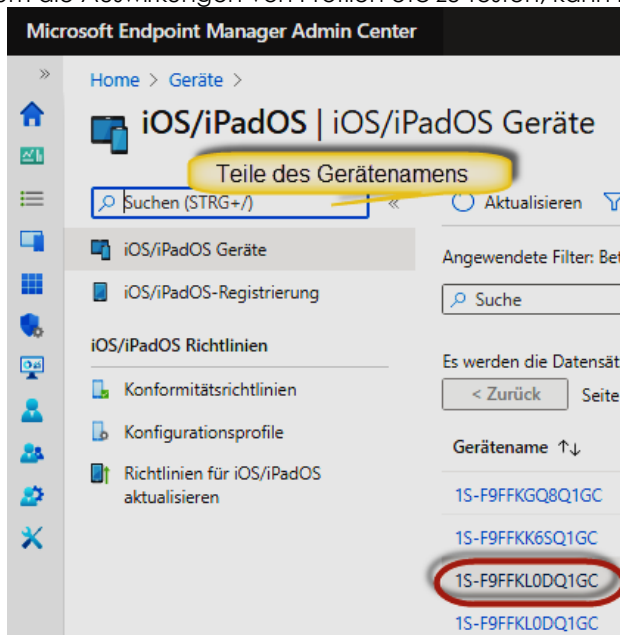 Microsoft Endpoint Manager Admin Center
Home > Geräte >
iOS/iPadOS | iOS/iPadOS Geräte
Teile des Gerätenamens
Suchen (STRG+/)
Aktualisieren
iOS/iPadOS Geräte
iOS/iPadOS-Registrierung
iOS/iPadOS Richtlinien
Konformitätsrichtlinien
Konfigurationsprofile
Richtlinien für iOS/iPadOS
aktualisieren
Angewendete Filter: Bet
Suche
Es werden die Datensät
< Zurück Seite
Gerätename ↑↓
1S-F9FFKGQ8Q1GC
1S-F9FFKK6SQ1GC
1S-F9FFKL0DQ1GC
1S-F9FFKL0DQ1GC